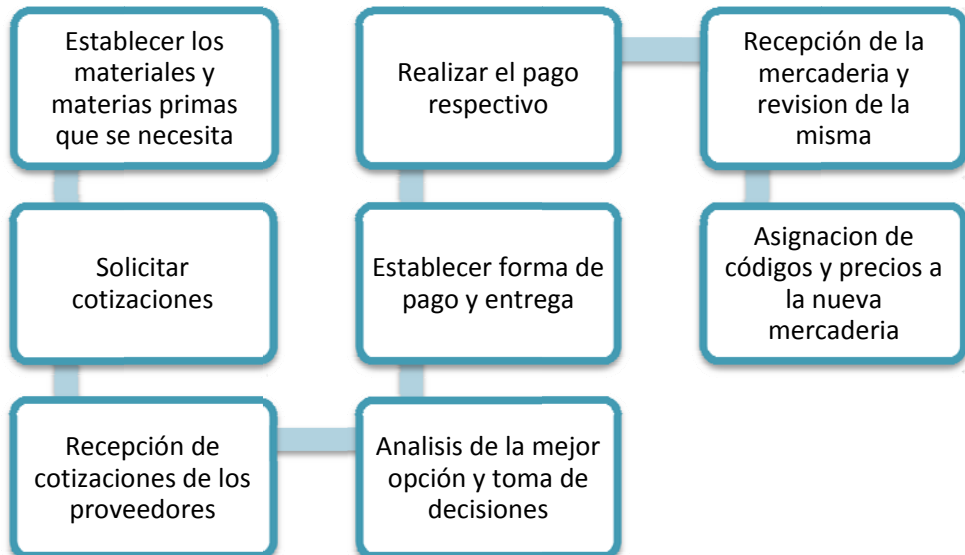 Establecer los
materiales y
materias primas
que se necesita
Solicitar
cotizaciones
Recepción de
cotizaciones de los
proveedores
Analisis de la mejor
opción y toma de
decisiones
Establecer forma de
pago y entrega
Realizar el pago
respectivo
Recepción de la
mercaderia y
revision de la
misma
Asignacion de
códigos y precios a
la nueva
mercaderia